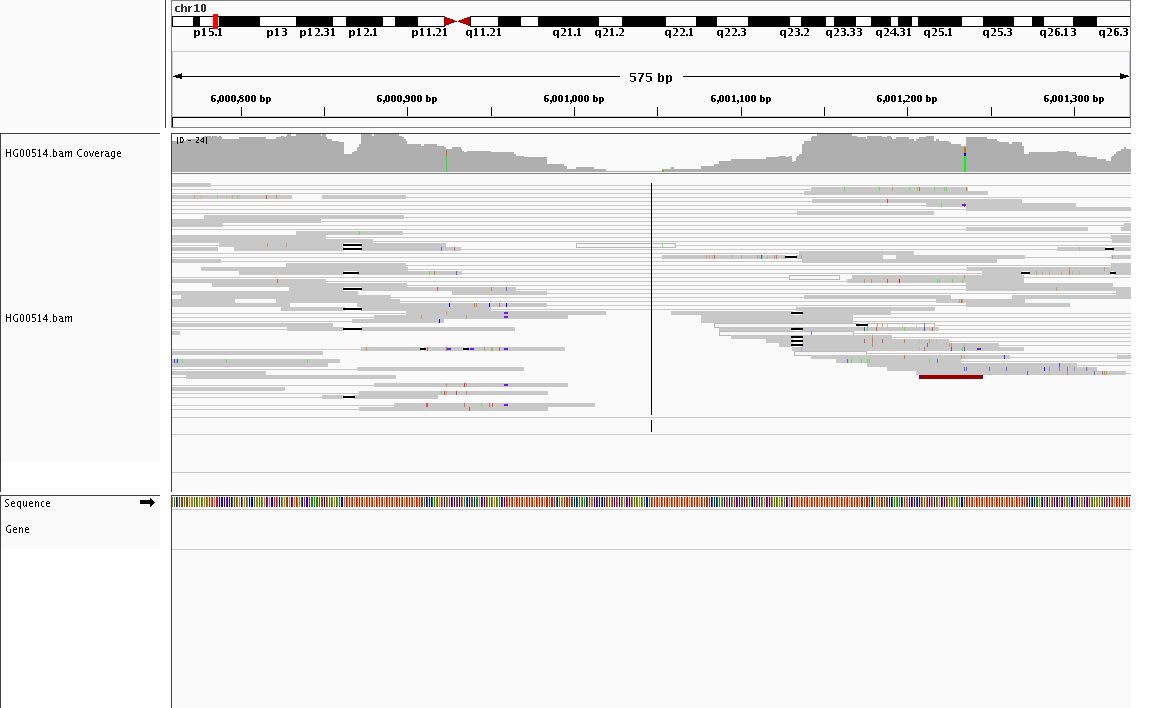 chr10
p15.1 p13 p12.31 p12.1 p11.21 q11.21 q21.1 q21.2 q22.1 q22.3 q23.2 q23.33 q24.31 q25.1 q25.3 q26.13 q26.3
575 bp
6,000,800 bp 6,000,900 bp 6,001,000 bp 6,001,100 bp 6,001,200 bp 6,001,300 bp
[0 - 24]
HG00514.bam Coverage
HG00514.bam
Sequence
Gene